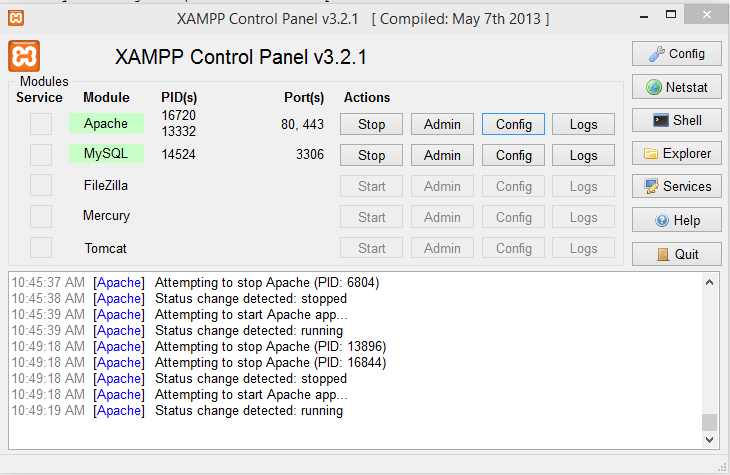 XAMPP Control Panel v3.2.1 [ Compiled: May 7th 2013 ]
XAMPP Control Panel v3.2.1
Modules
Service Module PID(s) Port(s) Actions
Apache 16720 13332 80, 443 Stop Admin Config Logs
MySQL 14524 3306 Stop Admin Config Logs
FileZilla Start Admin Config Logs
Mercury Start Admin Config Logs
Tomcat Start Admin Config Logs
Config
Netstat
Shell
Explorer
Services
Help
Quit
10:45:37 AM [Apache] Attempting to stop Apache (PID: 6804)
10:45:38 AM [Apache] Status change detected: stopped
10:45:39 AM [Apache] Attempting to start Apache app...
10:45:39 AM [Apache] Status change detected: running
10:49:18 AM [Apache] Attempting to stop Apache (PID: 13896)
10:49:18 AM [Apache] Attempting to stop Apache (PID: 16844)
10:49:18 AM [Apache] Status change detected: stopped
10:49:18 AM [Apache] Attempting to start Apache app...
10:49:19 AM [Apache] Status change detected: running